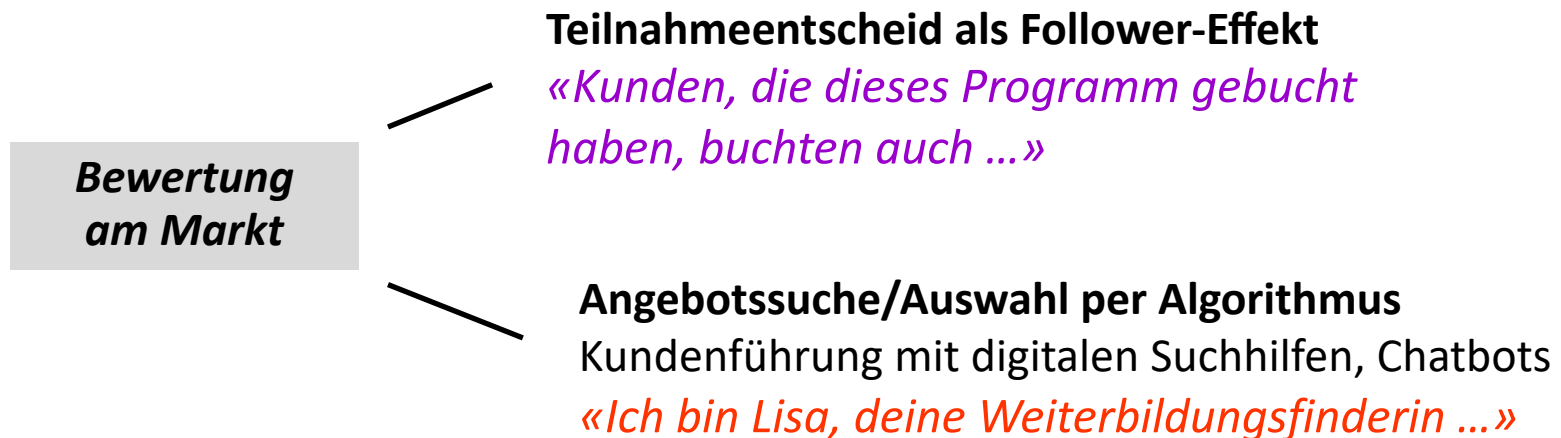 Teilnahmeentscheid als Follower-Effekt
«Kunden, die dieses Programm gebucht
haben, buchten auch …»
Bewertung
am Markt
Angebotssuche/Auswahl per Algorithmus
Kundenführung mit digitalen Suchhilfen, Chatbots
«Ich bin Lisa, deine Weiterbildungsfinderin …»